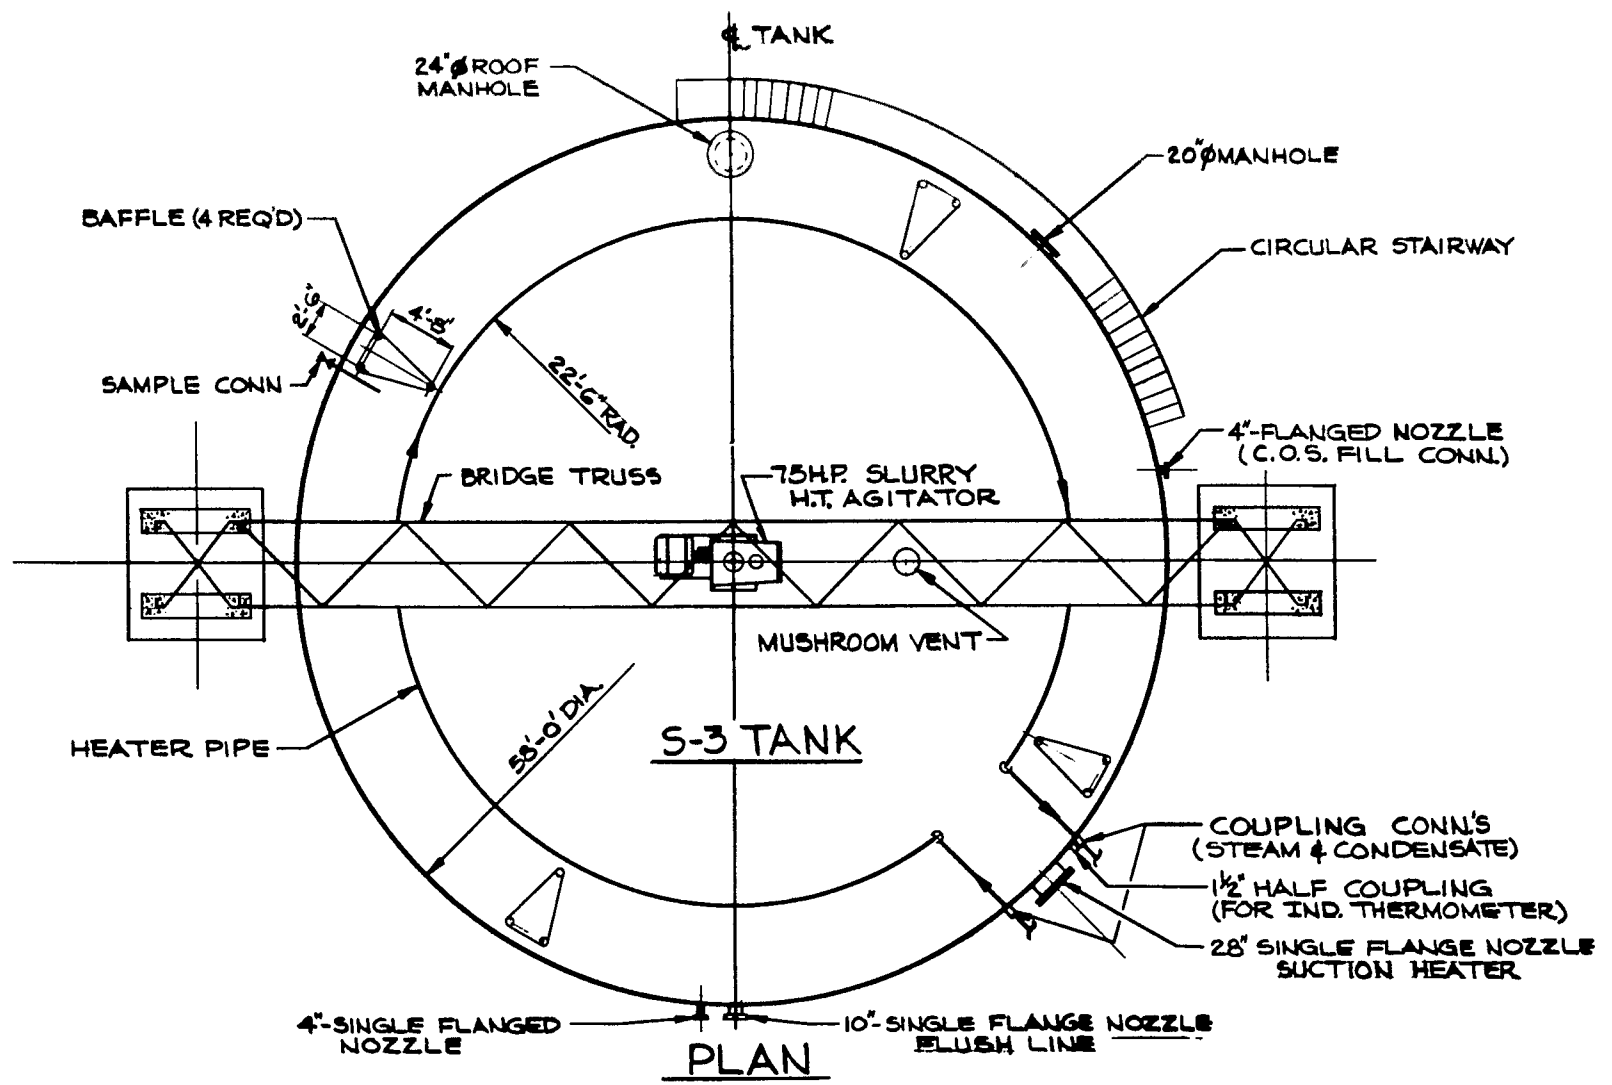 ℄ TANK
24"ø ROOF
MANHOLE
20"ø MANHOLE
BAFFLE (4 REQ'D)
CIRCULAR STAIRWAY
2'-6"
4'-8"
SAMPLE CONN
22'-6" RAD.
4"-FLANGED NOZZLE
(C.O.S. FILL CONN.)
BRIDGE TRUSS
75H.P. SLURRY
H.T. AGITATOR
MUSHROOM VENT
58'-0' DIA.
S-3 TANK
HEATER PIPE
COUPLING CONN.'S
(STEAM & CONDENSATE)
1½" HALF COUPLING
(FOR IND. THERMOMETER)
28" SINGLE FLANGE NOZZLE
SUCTION HEATER
4"-SINGLE FLANGED
NOZZLE
10"-SINGLE FLANGE NOZZLE
FLUSH LINE
PLAN